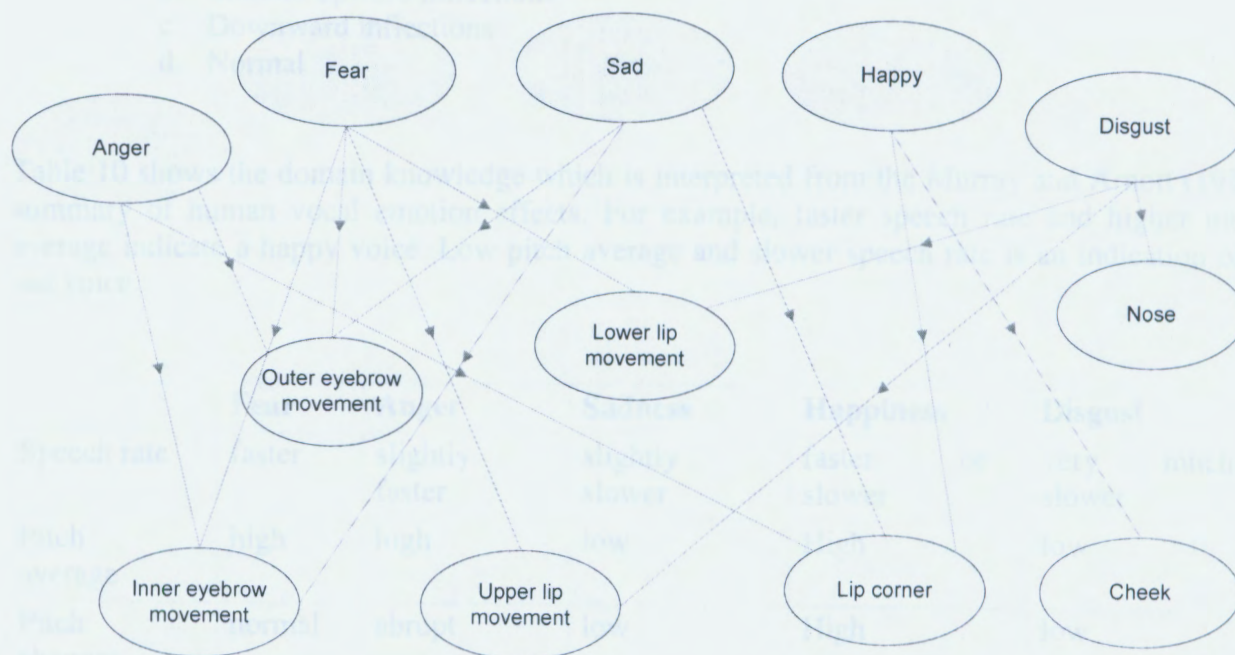 c. Downward inflections
d. Normal
Fear
Sad
Happy
Disgust
Anger
Table 10 shows the domain knowledge which is interpreted from the Murray and
summary of human vocal emotion effects. For example, faster speech rate and higher
average indicate a happy voice. Low pitch average and slower speech rate is an indication
Nose
Lower lip
movement
Outer eyebrow
movement
Fear Anger Sadness Happiness Disgust
Speech rate faster slightly slightly faster or very much
faster slower slower slower
Pitch high high low High low
average
Inner eyebrow
movement
Upper lip
movement
Lip corner
Cheek
Pitch normal abrupt low High low